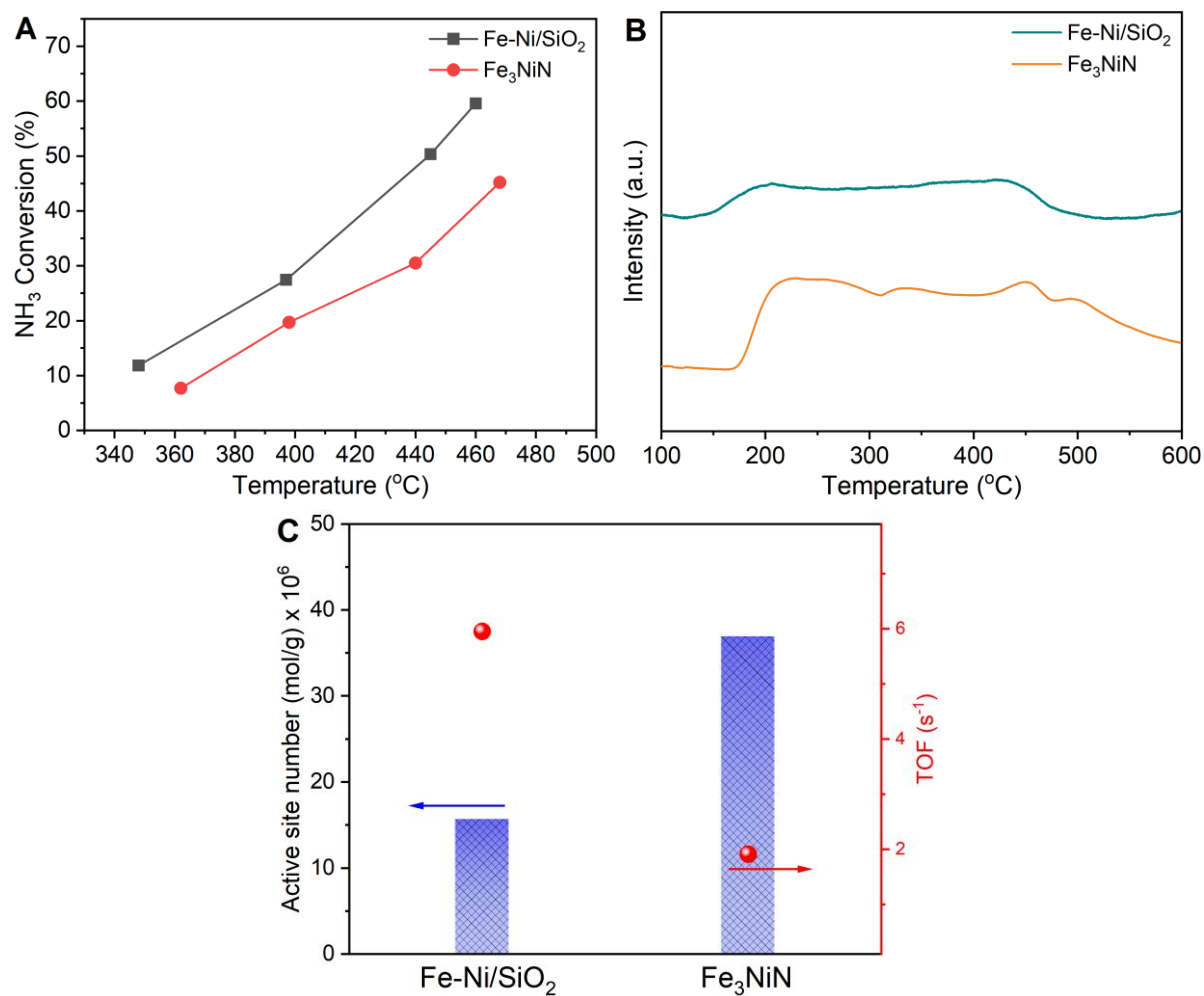 A
Fe-Ni/SiO₂
Fe₃NiN
NH₃ Conversion (%)
70
60
50
40
30
20
10
0
340 360 380 400 420 440 460 480 500
Temperature (ᵒC)
B
Fe-Ni/SiO₂
Fe₃NiN
Intensity (a.u.)
100 200 300 400 500 600
Temperature (ᵒC)
C
Active site number (mol/g) x 10⁶
50
40
30
20
10
0
6
4
2
TOF (s⁻¹)
Fe-Ni/SiO₂ Fe₃NiN